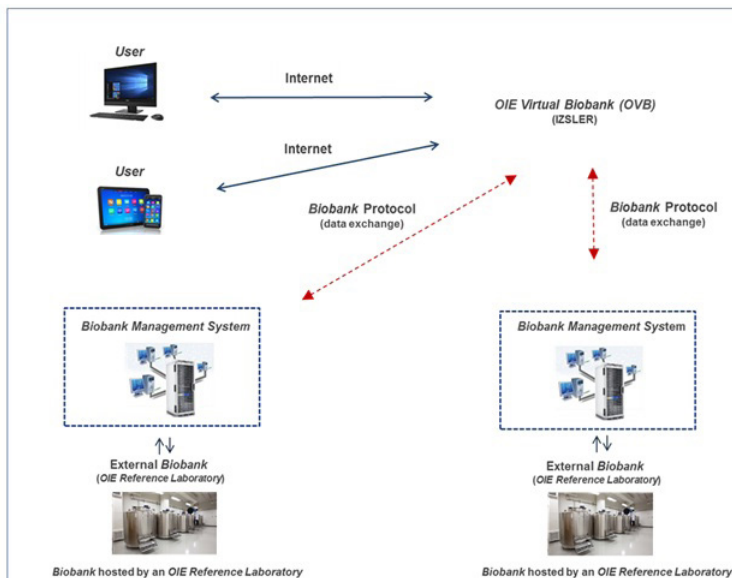 User
Internet
OIE Virtual Biobank (OVB)
(IZSLER)
Internet
User
Biobank Protocol
(data exchange)
Biobank Protocol
(data exchange)
Biobank Management System
Biobank Management System
External Biobank
(OIE Reference Laboratory)
External Biobank
(OIE Reference Laboratory)
Biobank hosted by an OIE Reference Laboratory
Biobank hosted by an OIE Reference Laboratory